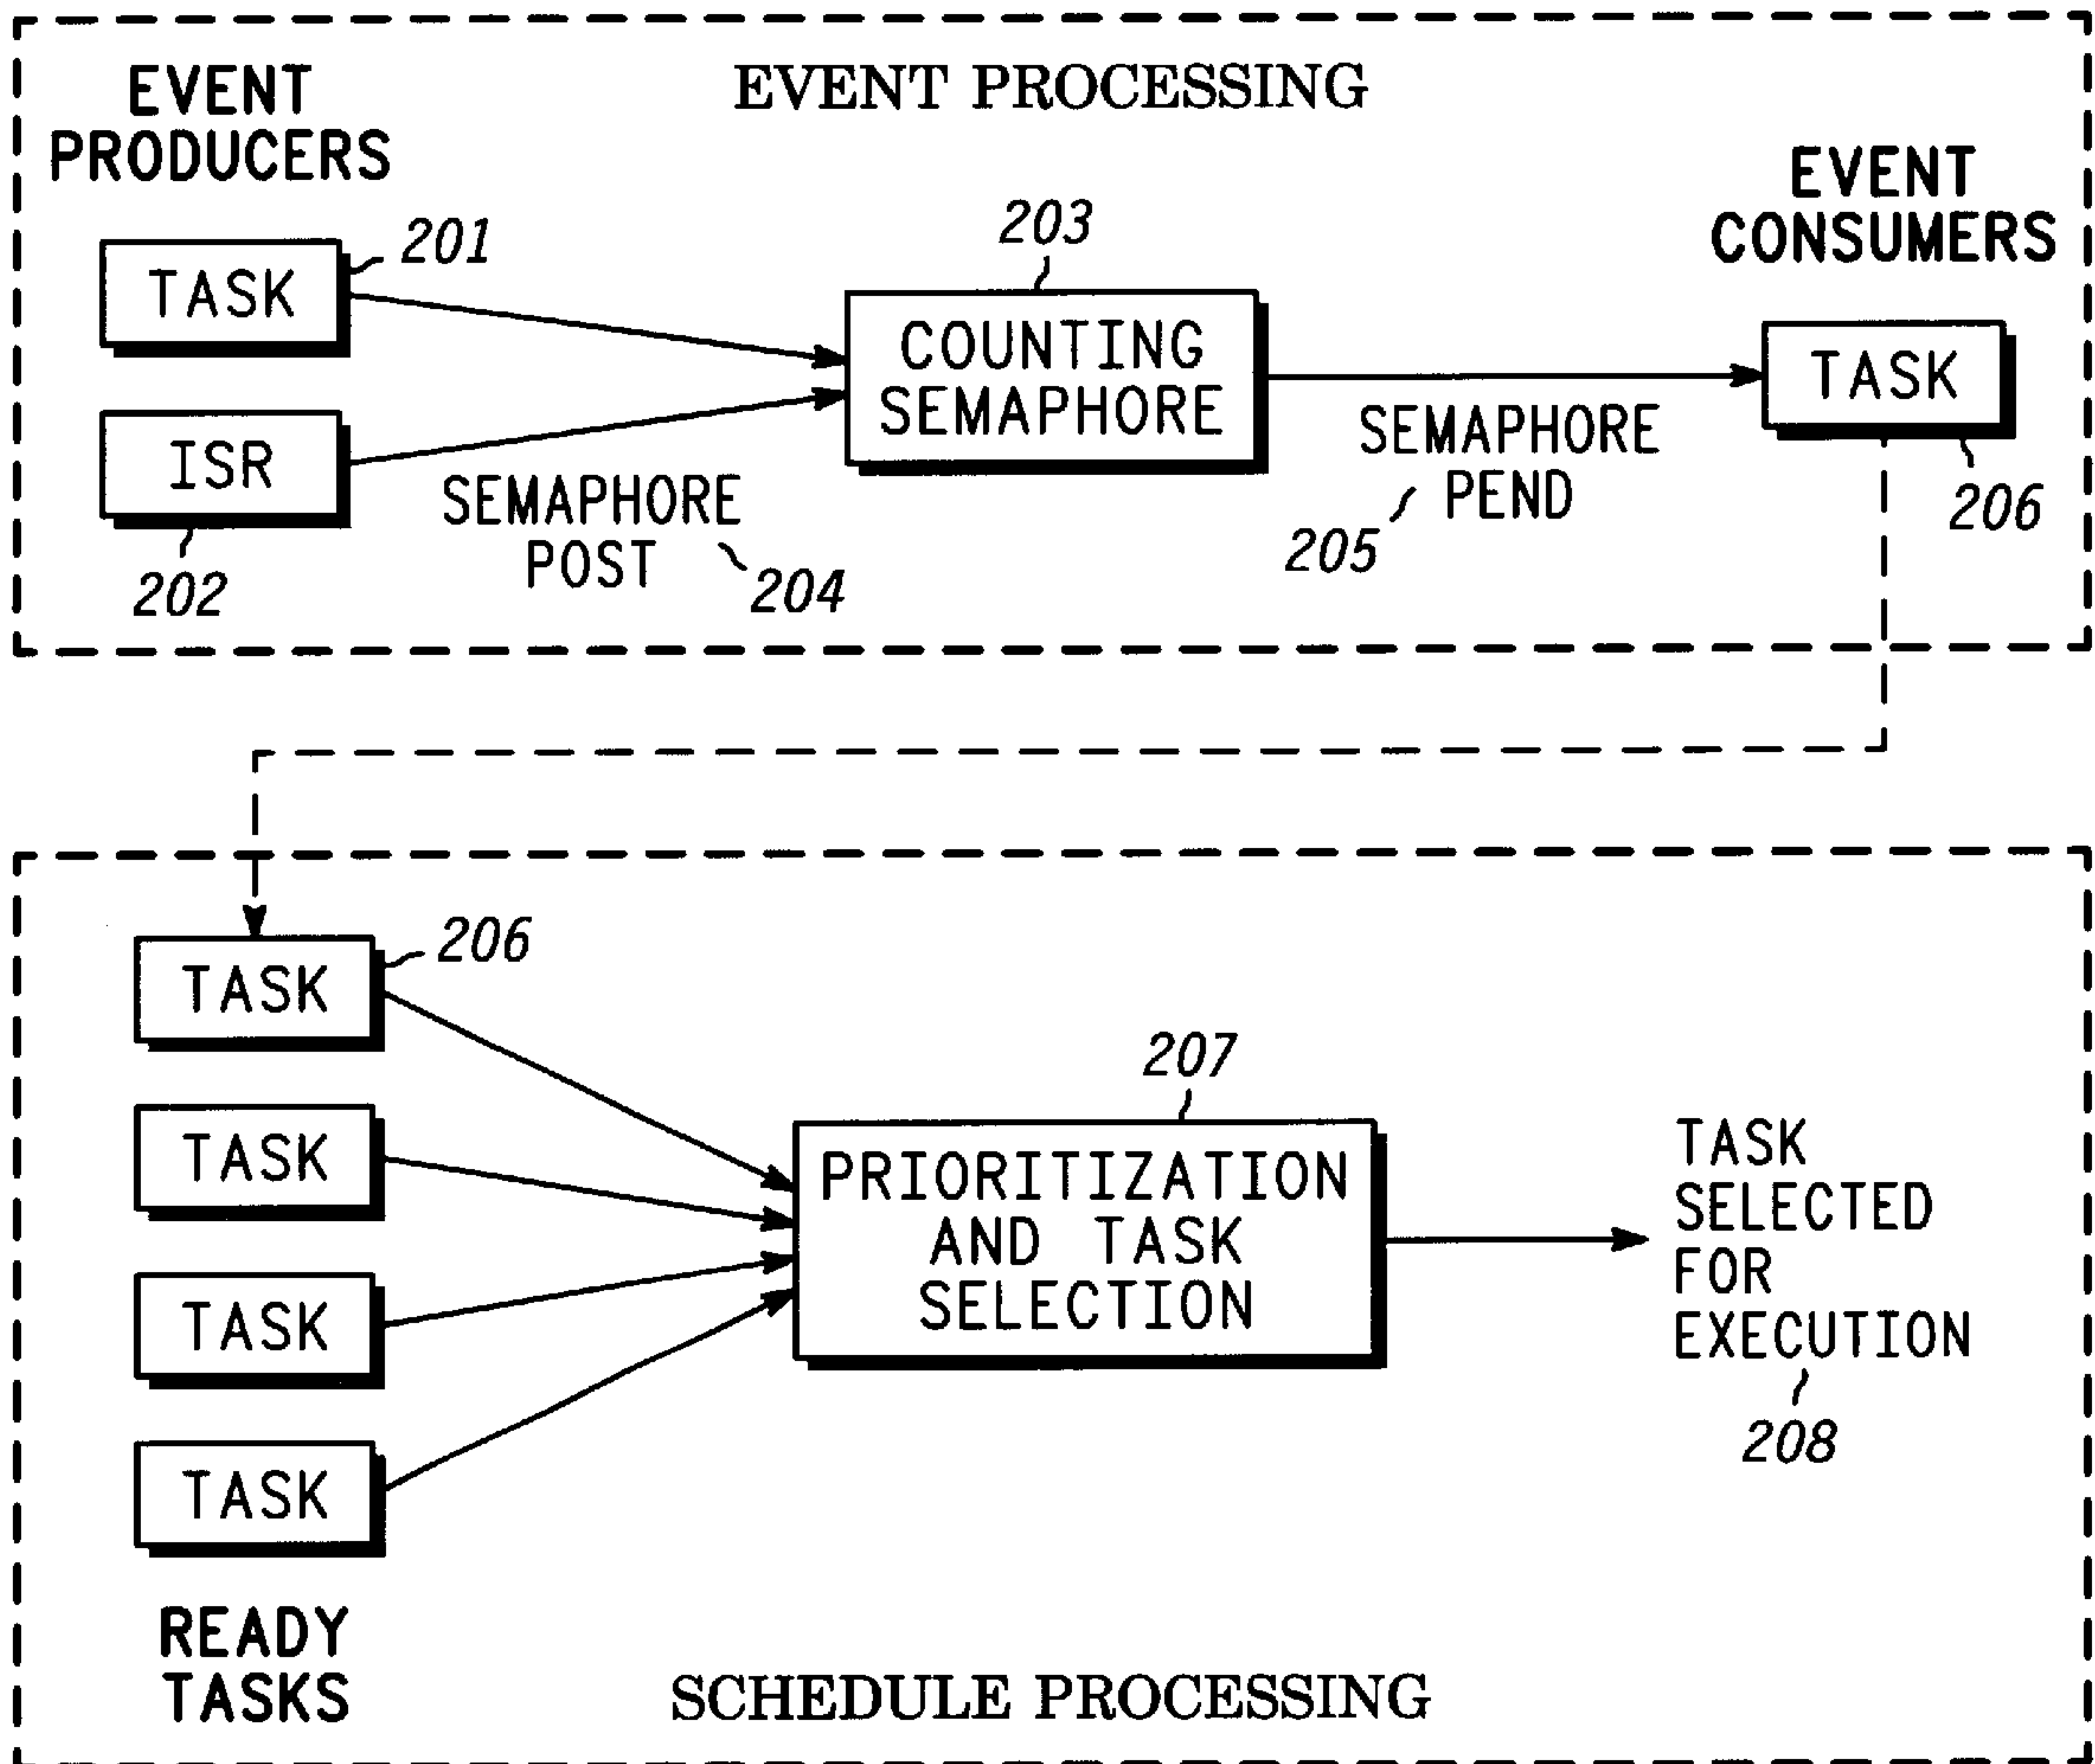 EVENT
PRODUCERS
EVENT PROCESSING
EVENT
CONSUMERS
201
203
TASK
COUNTING
SEMAPHORE
TASK
ISR
SEMAPHORE
POST
SEMAPHORE
PEND
202
204
205
206
TASK
206
TASK
207
PRIORITIZATION
AND TASK
SELECTION
TASK
SELECTED
FOR
EXECUTION
TASK
208
TASK
READY
TASKS
SCHEDULE PROCESSING